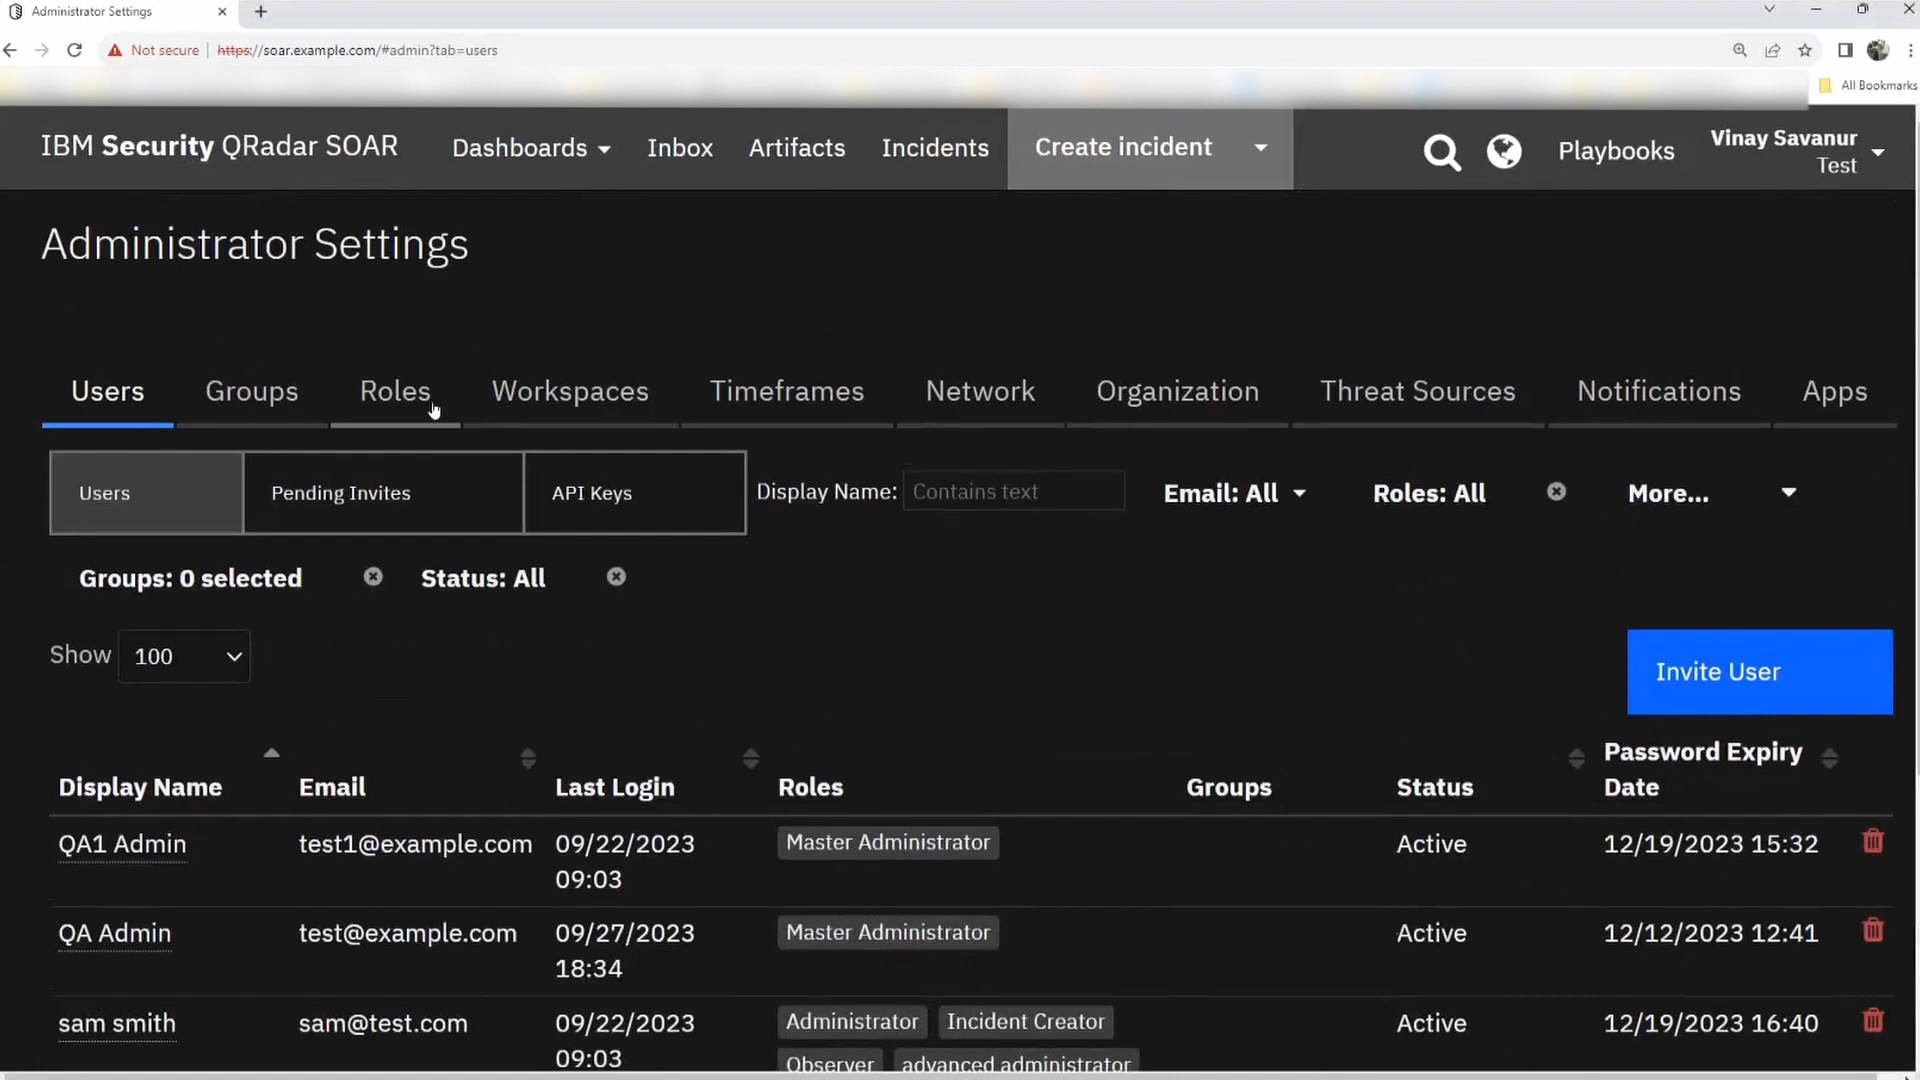 Administrator Settings
Not secure | https://soar.example.com/#admin?tab=users
All Bookmarks
IBM Security QRadar SOAR Dashboards Inbox Artifacts Incidents Create incident Playbooks Vinay Savanur
Test
Administrator Settings
Users Groups Roles Workspaces Timeframes Network Organization Threat Sources Notifications Apps
Users Pending Invites API Keys Display Name: Contains text Email: All Roles: All More...
Groups: 0 selected Status: All
Show 100
Invite User
Display Name Email Last Login Roles Groups Status Password Expiry Date
QA1 Admin test1@example.com 09/22/2023 09:03 Master Administrator Active 12/19/2023 15:32
QA Admin test@example.com 09/27/2023 18:34 Master Administrator Active 12/12/2023 12:41
sam smith sam@test.com 09/22/2023 09:03 Administrator Incident Creator Observer advanced administrator Active 12/19/2023 16:40